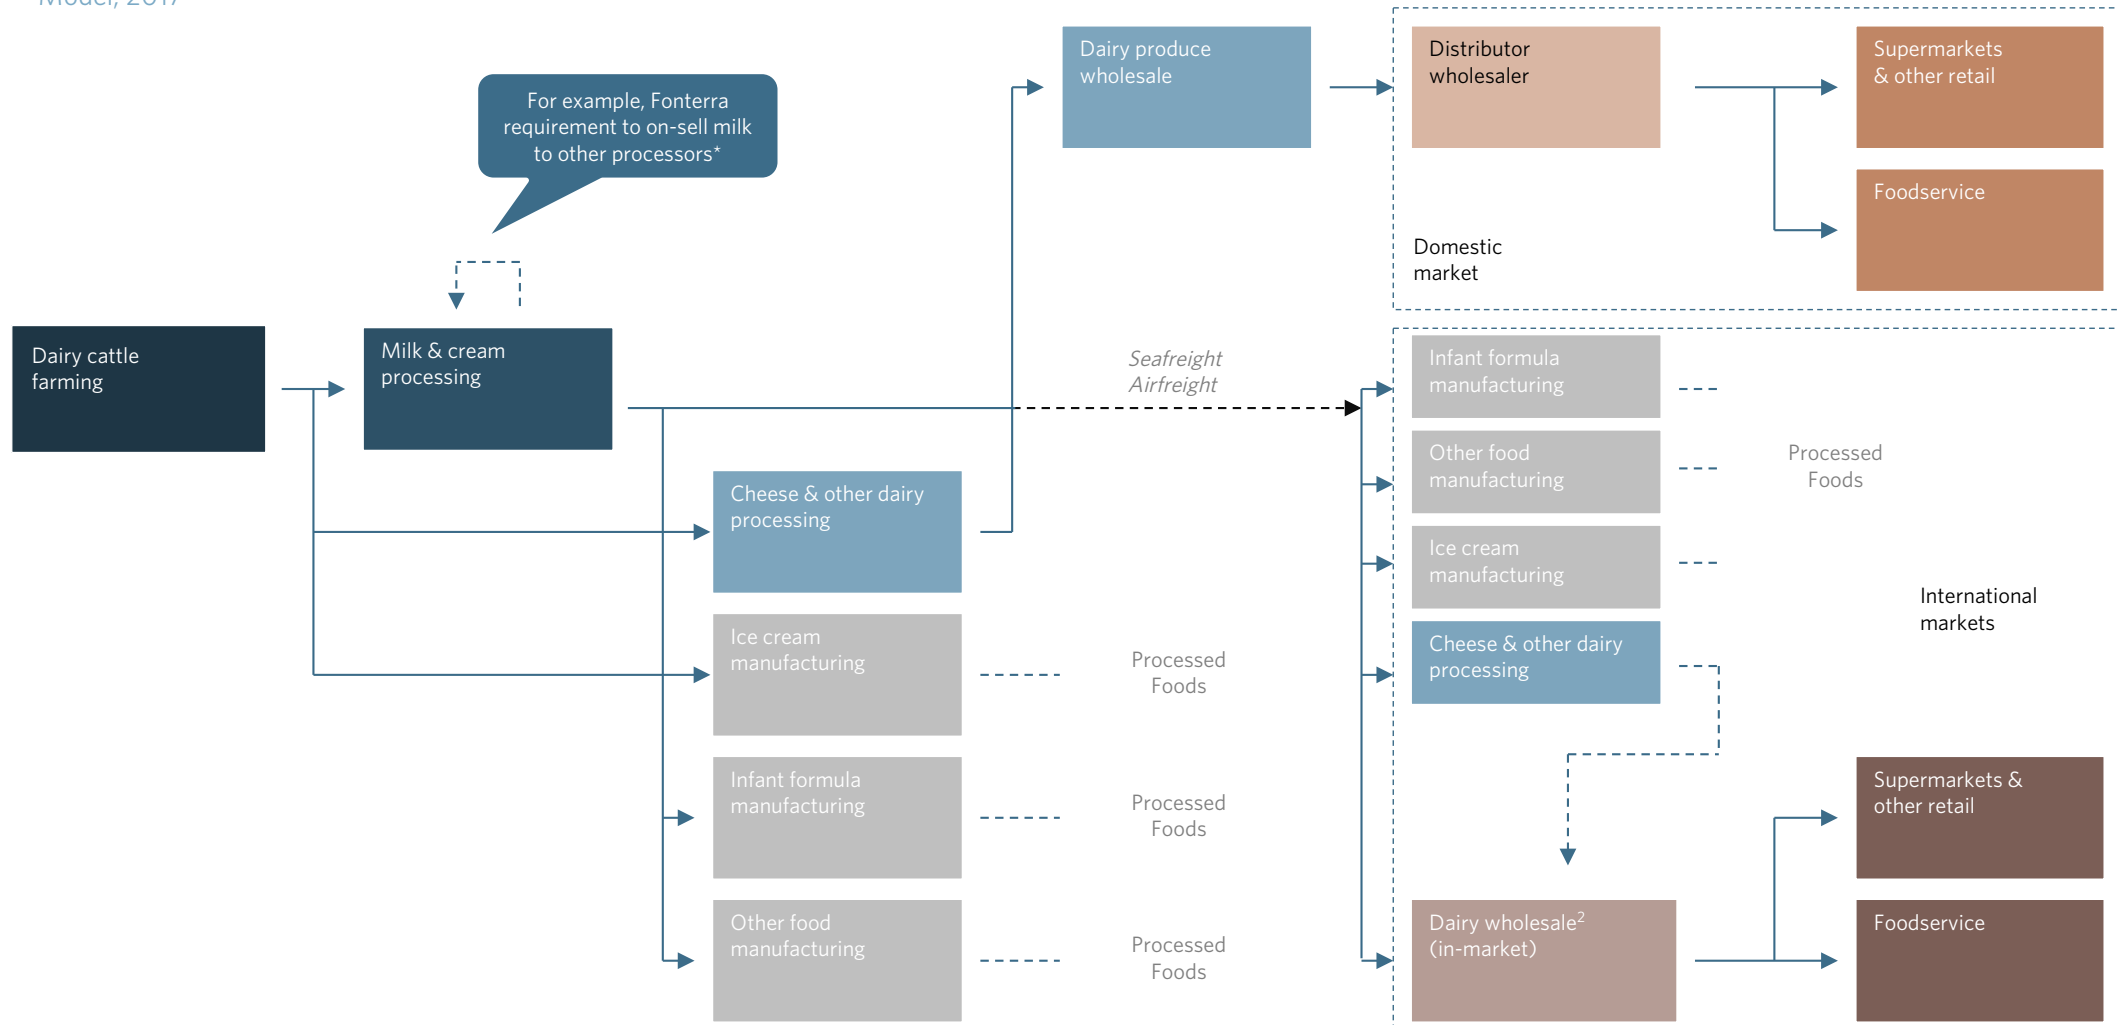 Model, 2017
For example, Fonterra
requirement to on-sell milk
to other processors*
Dairy produce
wholesale
Distributor
wholesaler
Supermarkets
& other retail
Foodservice
Domestic
market
Dairy cattle
farming
Milk & cream
processing
Seafreight
Airfreight
Cheese & other dairy
processing
Ice cream
manufacturing
Processed
Foods
Infant formula
manufacturing
Processed
Foods
Other food
manufacturing
Processed
Foods
Infant formula
manufacturing
Other food
manufacturing
Processed
Foods
Ice cream
manufacturing
International
markets
Cheese & other dairy
processing
Dairy wholesale2
(in-market)
Supermarkets &
other retail
Foodservice